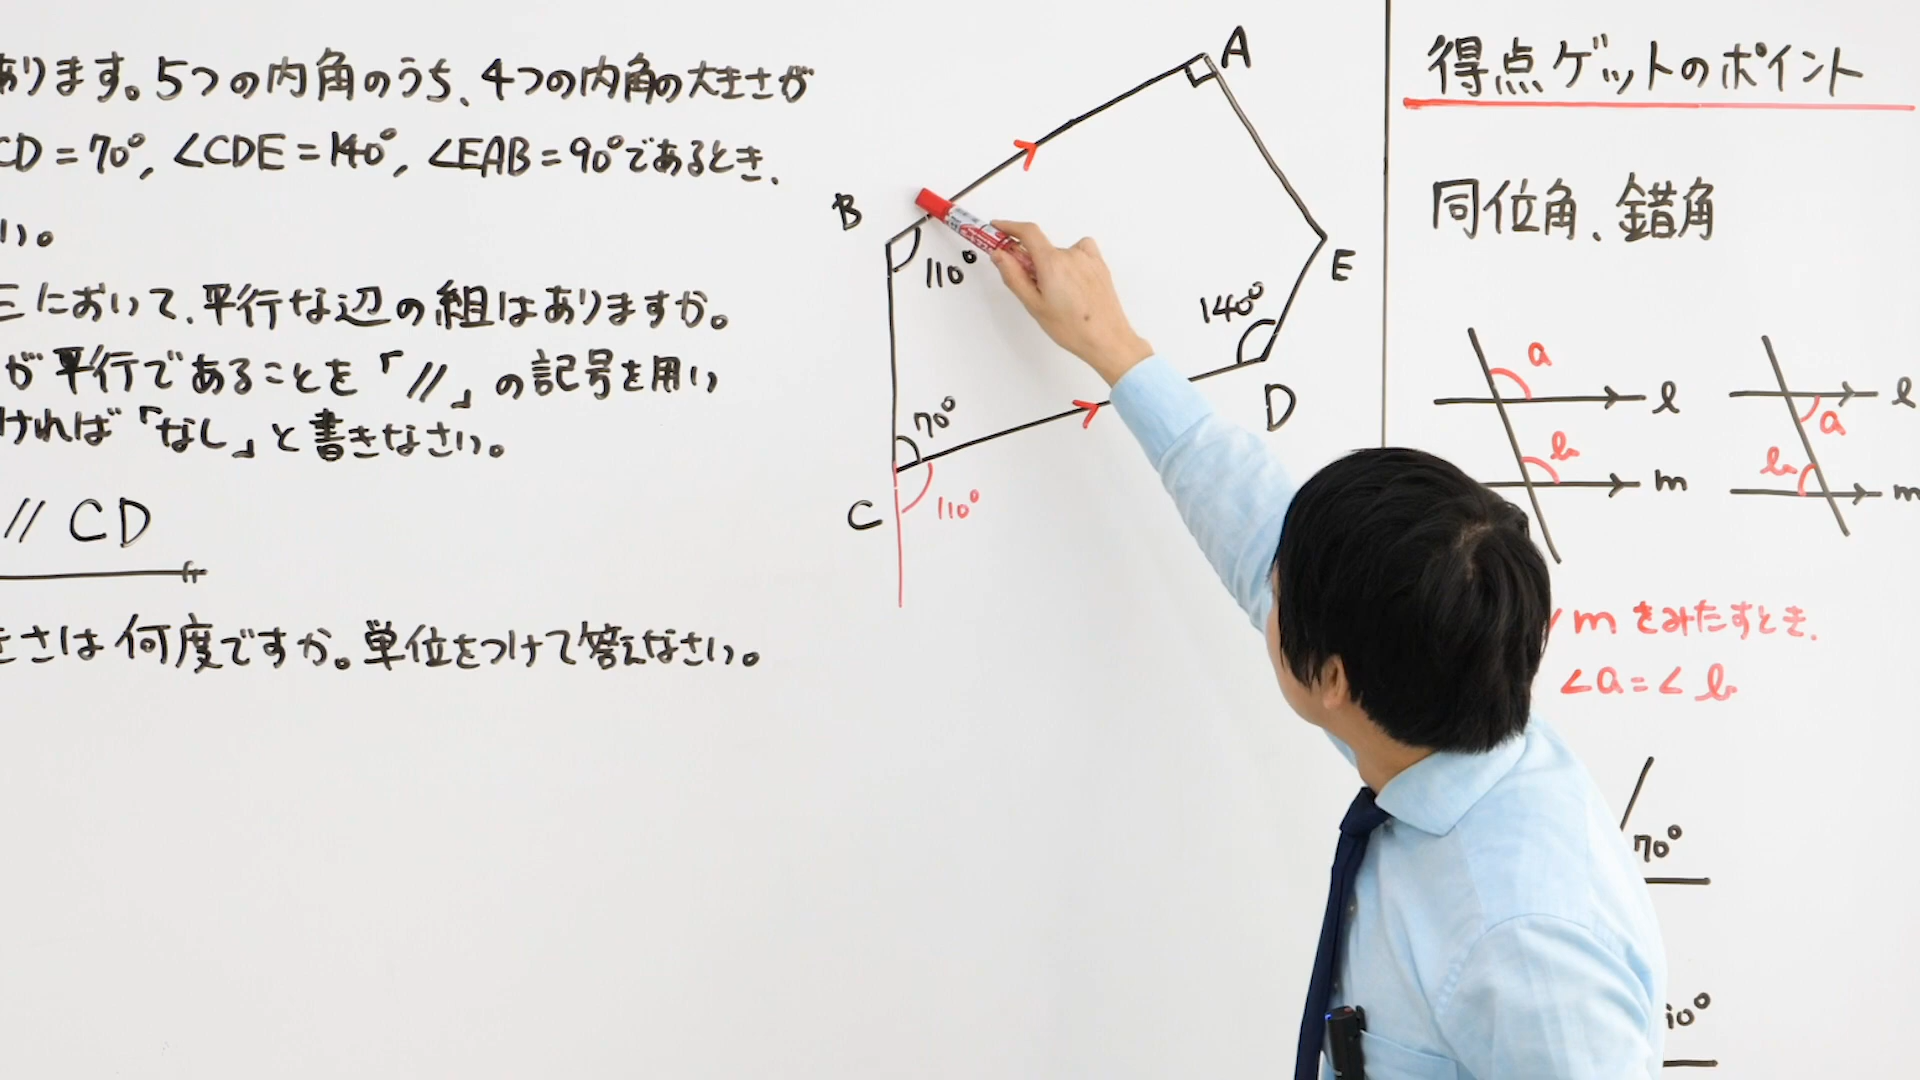 あります。5つの内角のうち、4つの内角の大きさが
CD=70°, ∠CDE=140°, ∠EAB=90°であるとき、
い。
において、平行な辺の組はありますか。
が平行であることを「//」の記号を用い
ければ「なし」と書きなさい。
// CD
きさは何度ですか。単位をつけて答えなさい。
A
B
110°
E
140°
D
70°
C
110°
得点ゲットのポイント
同位角、錯角
a
l
b
m
l
a
b
m
m をみたすとき、
∠a=∠b
70°
10°